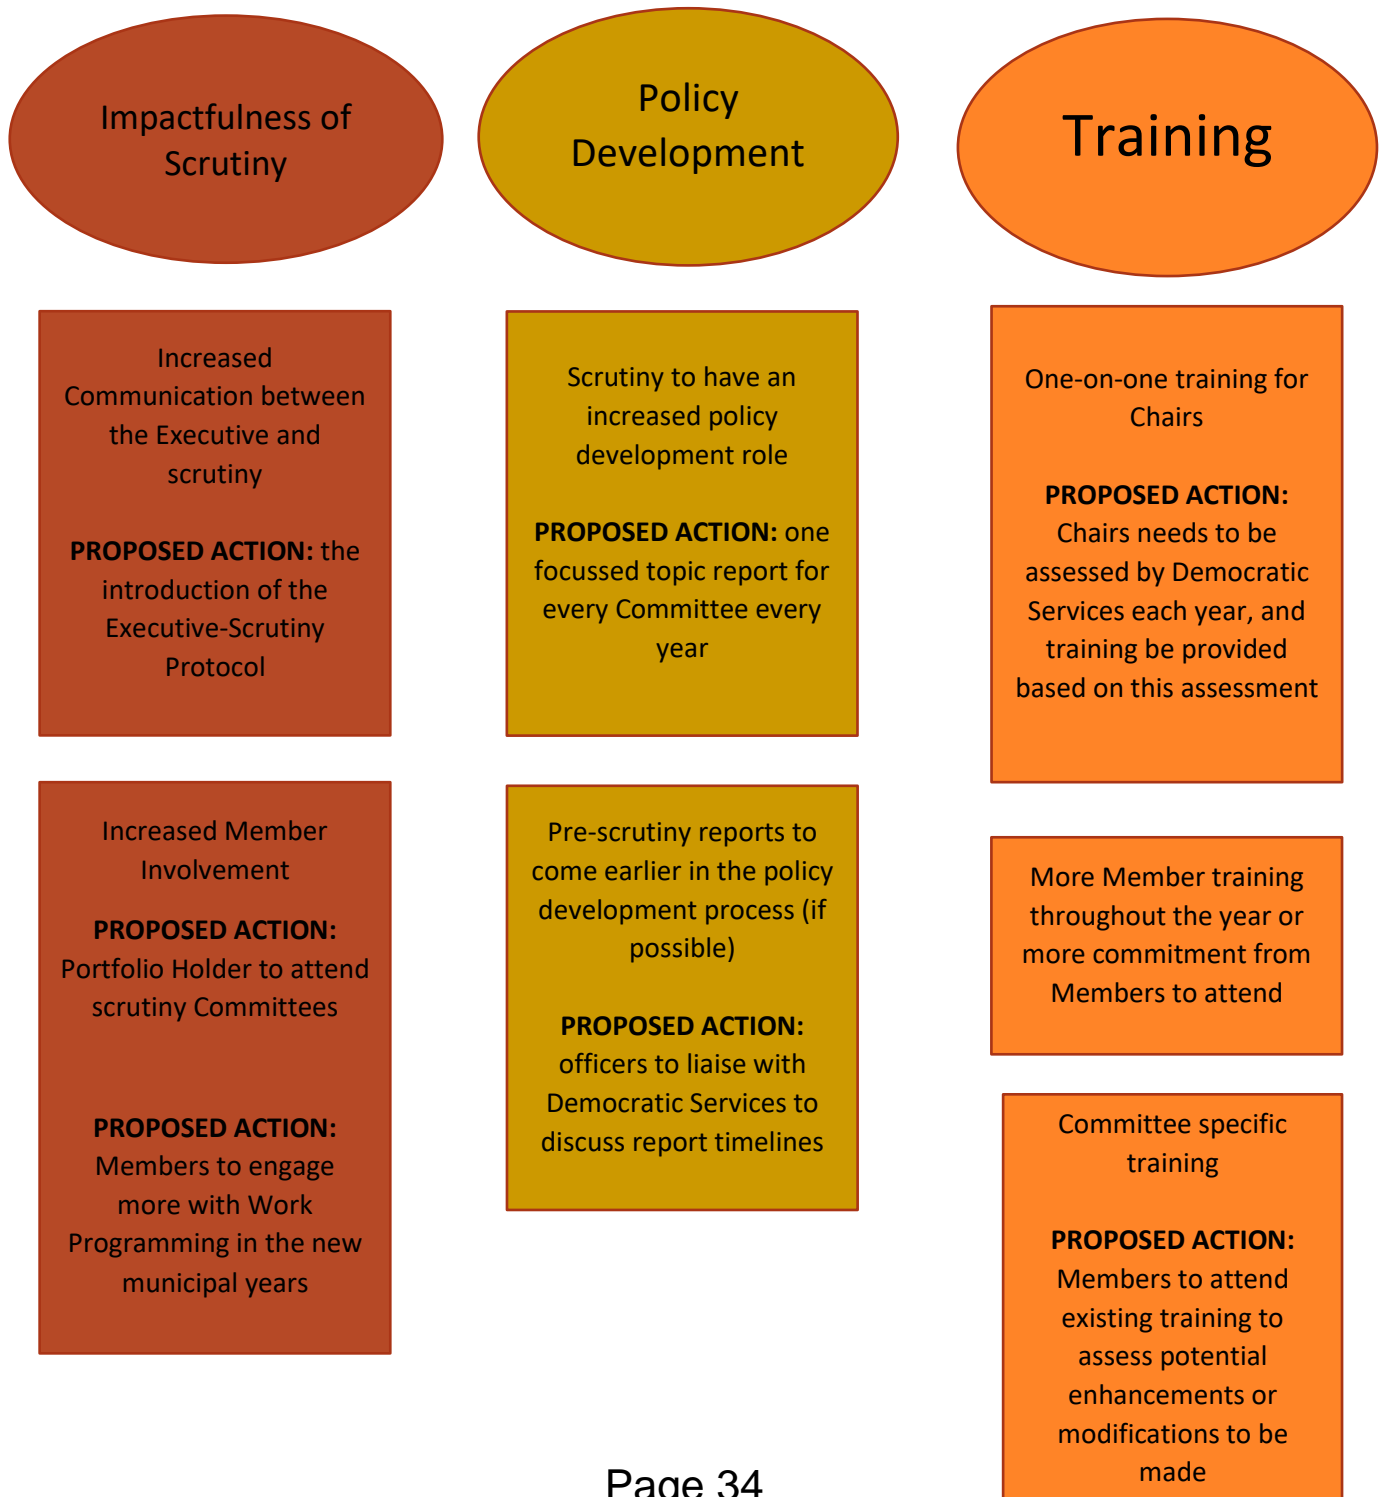 Impactfulness of
Scrutiny
Increased
Communication between
the Executive and
scrutiny
PROPOSED ACTION: the
introduction of the
Executive-Scrutiny
Protocol
Increased Member
Involvement
PROPOSED ACTION:
Portfolio Holder to attend
scrutiny Committees
PROPOSED ACTION:
Members to engage
more with Work
Programming in the new
municipal years
Policy
Development
Scrutiny to have an
increased policy
development role
PROPOSED ACTION: one
focussed topic report for
every Committee every
year
Pre-scrutiny reports to
come earlier in the policy
development process (if
possible)
PROPOSED ACTION:
officers to liaise with
Democratic Services to
discuss report timelines
Training
One-on-one training for
Chairs
PROPOSED ACTION:
Chairs needs to be
assessed by Democratic
Services each year, and
training be provided
based on this assessment
More Member training
throughout the year or
more commitment from
Members to attend
Committee specific
training
PROPOSED ACTION:
Members to attend
existing training to
assess potential
enhancements or
modifications to be
made
Page 34